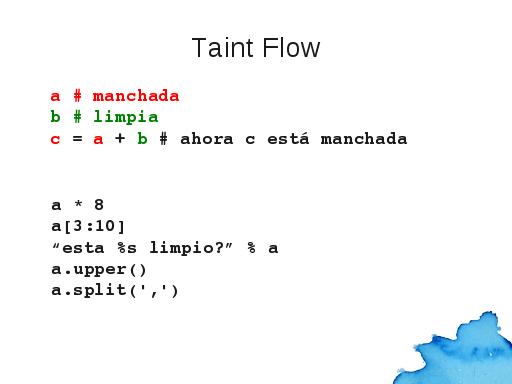 Taint Flow
a # manchada
b # limpia
c = a + b # ahora c está manchada
a * 8
a[3:10]
“esta %s limpio?” % a
a.upper()
a.split(',')